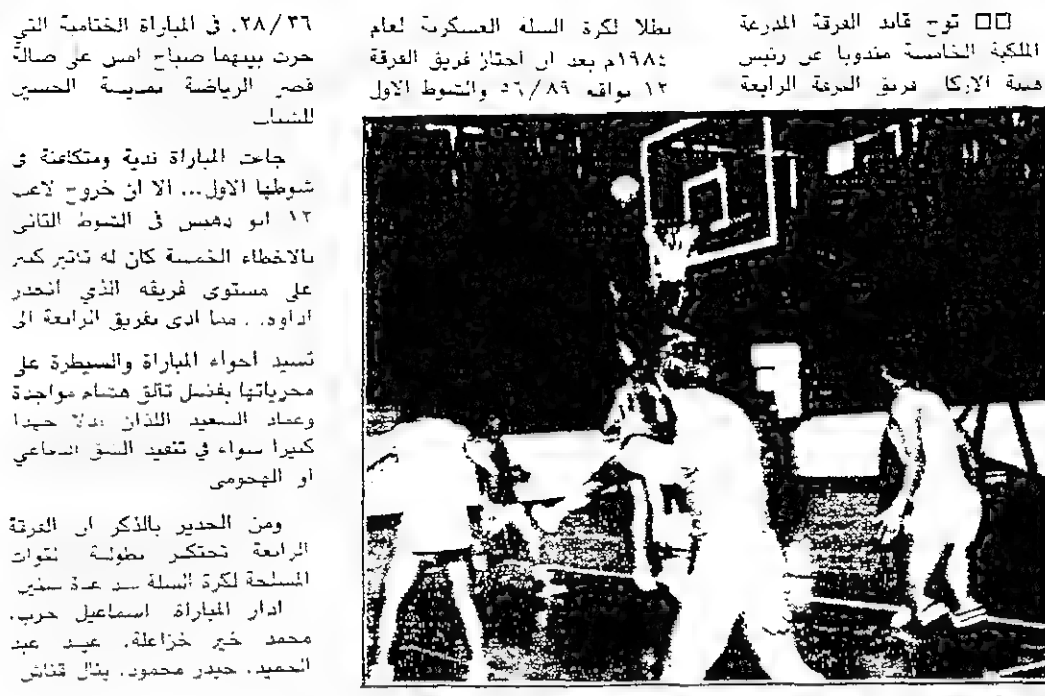 □□ توج قائد الفرقة المدرعة
الملكية الخامسة مندوبا عن رئيس
هيئة الاركان فريق الفرقة الرابعة
بطلا لكرة السلة العسكرية لعام
١٩٨٤م بعد ان اجتاز فريق الفرقة
١٢ بواقع ٥٦/٨٩ والشوط الاول
٢٨/٣٦. في المباراة الختامية التي
جرت بينهما صباح امس على صالة
قصر الرياضة بمدينة الحسين
للشباب
جاءت المباراة ندية ومتكافئة في
شوطها الاول... الا ان خروج لاعب
١٢ ابو دهيس في الشوط الثاني
بالاخطاء الخمسة كان له تاثير كبير
على مستوى فريقه الذي انحدر
اداوه.. مما ادى بفريق الرابعة الى
تسيد اجواء المباراة والسيطرة على
مجرياتها بفضل تالق هشام مواجدة
وعماد السعيد اللذان بذلا جهدا
كبيرا سواء في تنفيذ الشق الدفاعي
او الهجومي
ومن الجدير بالذكر ان الفرقة
الرابعة تحتكر بطولة لقوات
المسلحة لكرة السلة منذ عدة سنين
ادار المباراة. اسماعيل حرب.
محمد خير خزاعلة. عبد
الحميد. حيدر محمود. قناش